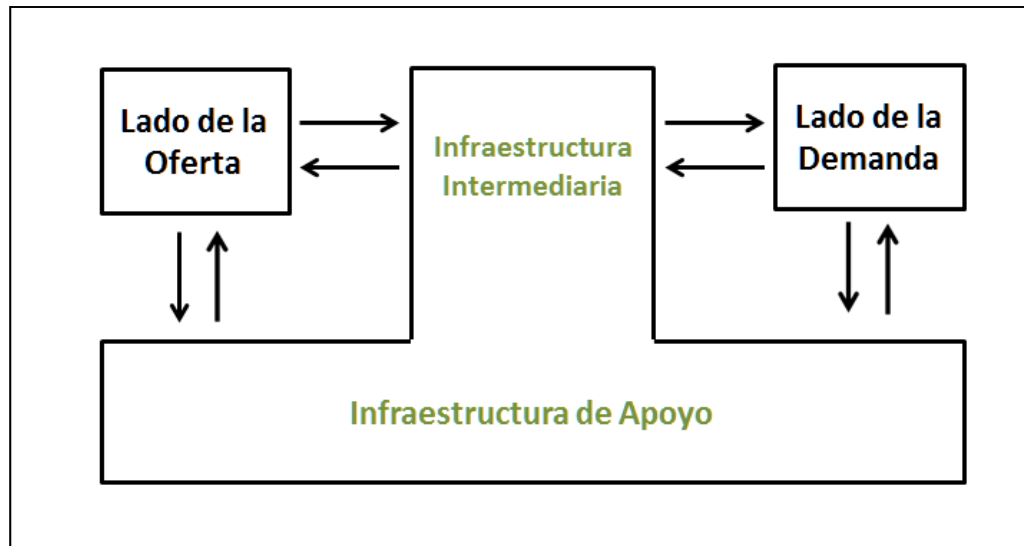 Lado de la
Oferta
Infraestructura
Intermediaria
Lado de la
Demanda
Infraestructura de Apoyo